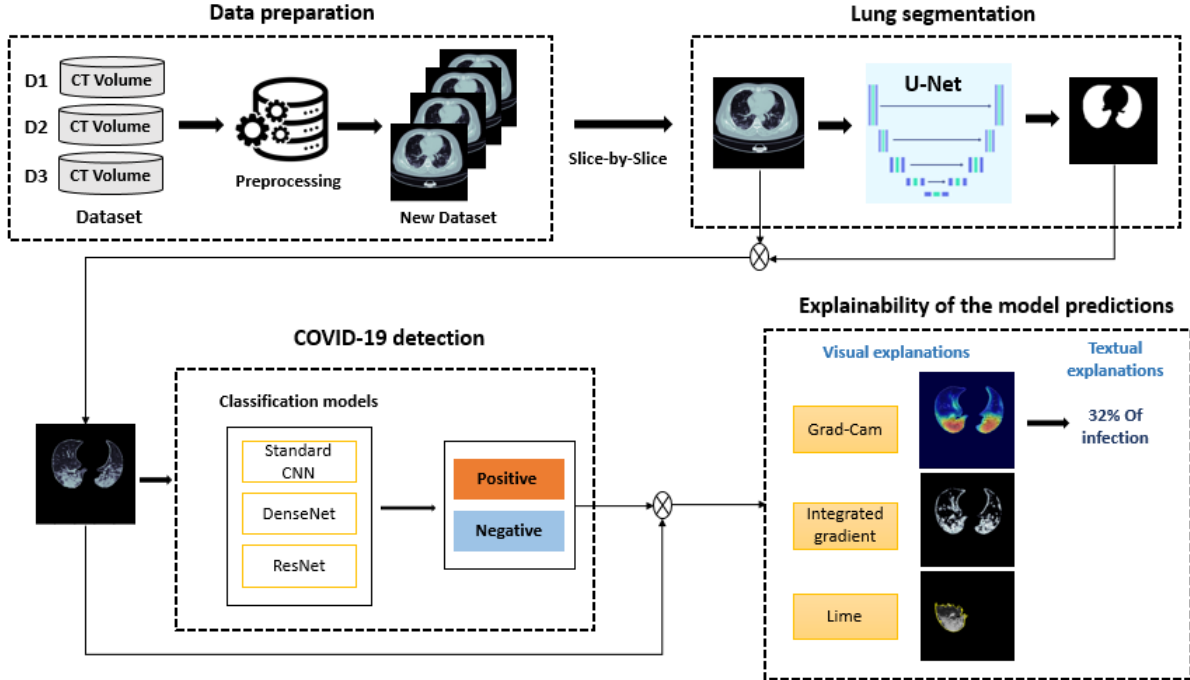 Data preparation
D1
CT Volume
D2
CT Volume
D3
CT Volume
Dataset
Preprocessing
New Dataset
Slice-by-Slice
Lung segmentation
U-Net
COVID-19 detection
Classification models
Standard
CNN
DenseNet
ResNet
Positive
Negative
Explainability of the model predictions
Visual explanations
Textual
explanations
Grad-Cam
32% Of
infection
Integrated
gradient
Lime